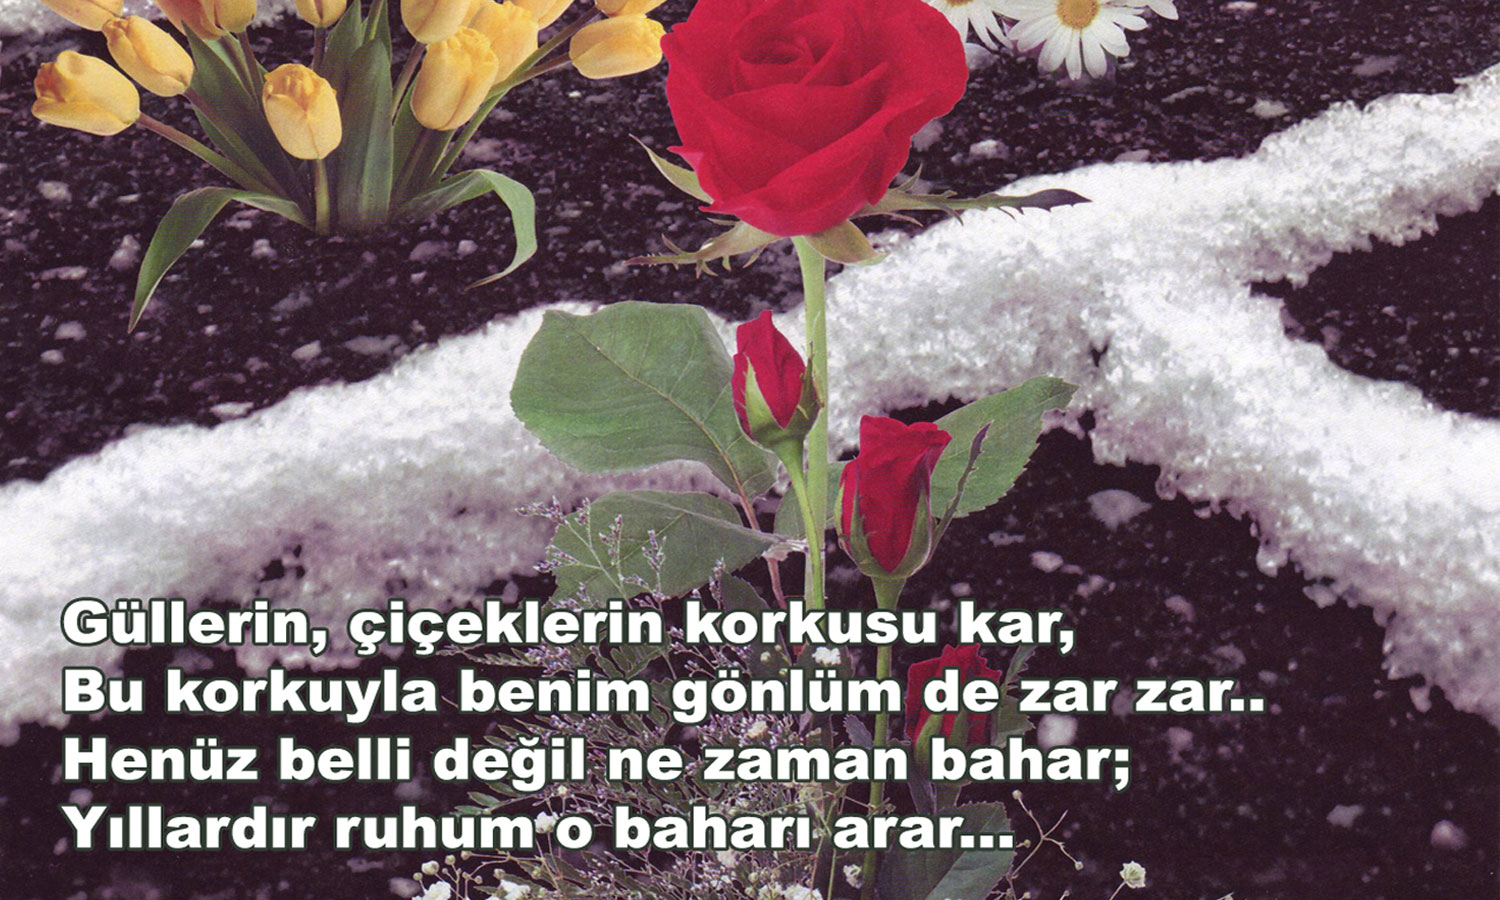 Güllerin, çiçeklerin korkusu kar,
Bu korkuyla benim gönlüm de zar zar..
Henüz belli değil ne zaman bahar;
Yıllardır ruhum o baharı arar...